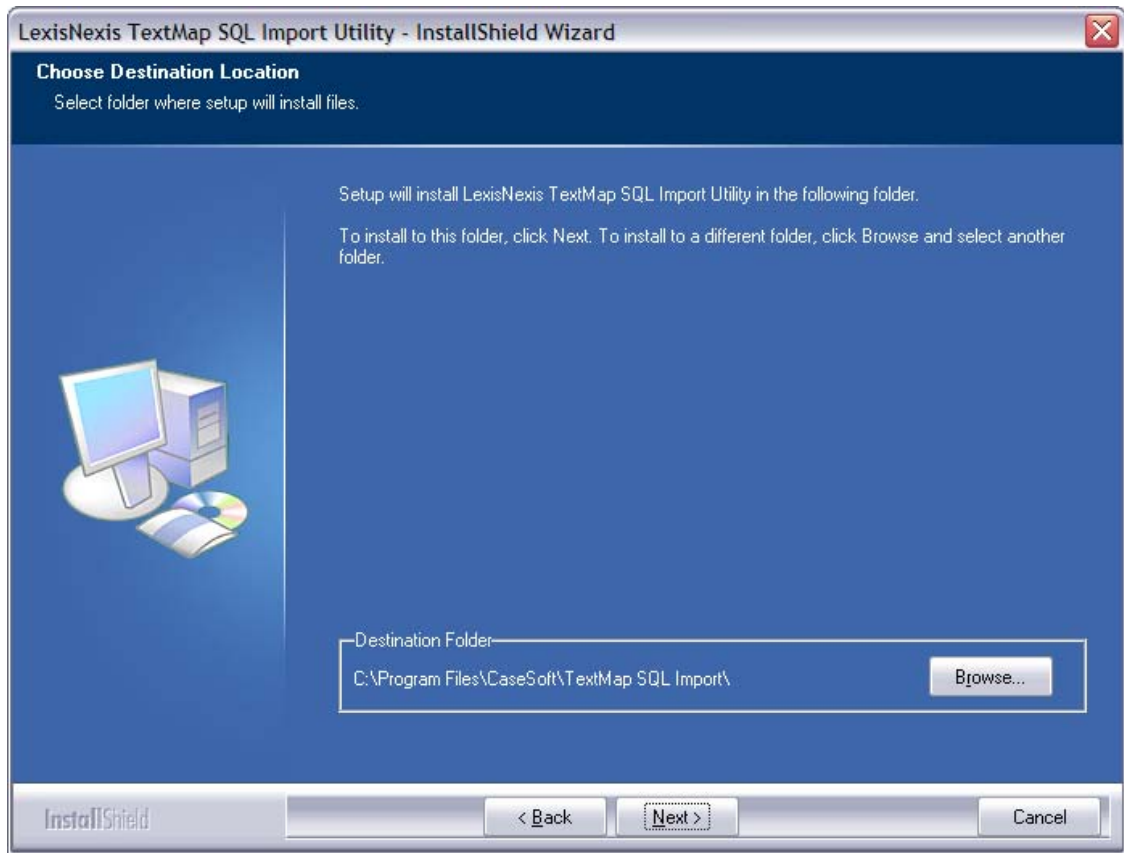 LexisNexis TextMap SQL Import Utility - InstallShield Wizard
Choose Destination Location
Select folder where setup will install files.
Setup will install LexisNexis TextMap SQL Import Utility in the following folder.
To install to this folder, click Next. To install to a different folder, click Browse and select another
folder.
Destination Folder
C:\Program Files\CaseSoft\TextMap SQL Import\
Browse...
InstallShield
< Back
Next >
Cancel